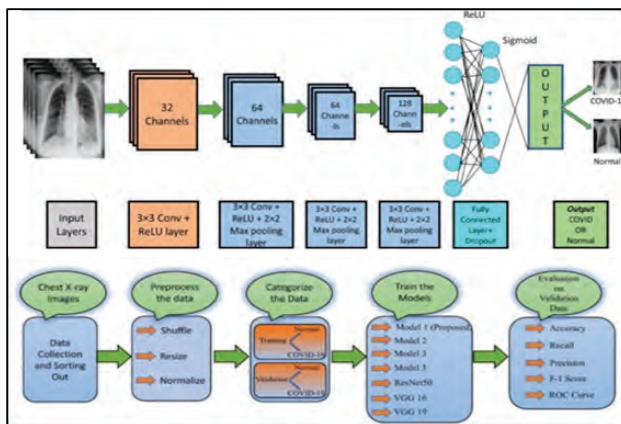 ReLU
Sigmoid
32
Channels
64
Channels
64
Channe
-ls
128
Chann
-els
OUTPUT
COVID-1
Normal
Input
Layers
3×3 Conv +
ReLU layer
3×3 Conv +
ReLU + 2×2
Max pooling
layer
3×3 Conv +
ReLU + 2×2
Max pooling
layer
3×3 Conv +
ReLU + 2×2
Max pooling
layer
Fully
Connected
Layer+
Dropout
Output
COVID
OR
Normal
Chest X-ray
Images
Preprocess
the data
Categorize
the Data
Train the
Models
Evaluation
on
Validation
Data
Data
Collection
and Sorting
Out
Shuffle
Resize
Normalize
Normal
Training
COVID-19
Normal
Validation
COVID-19
Model 1 (Proposed)
Model 2
Model 3
Model 3
ResNet50
VGG 16
VGG 19
Accuracy
Recall
Precision
F-1 Score
ROC Curve